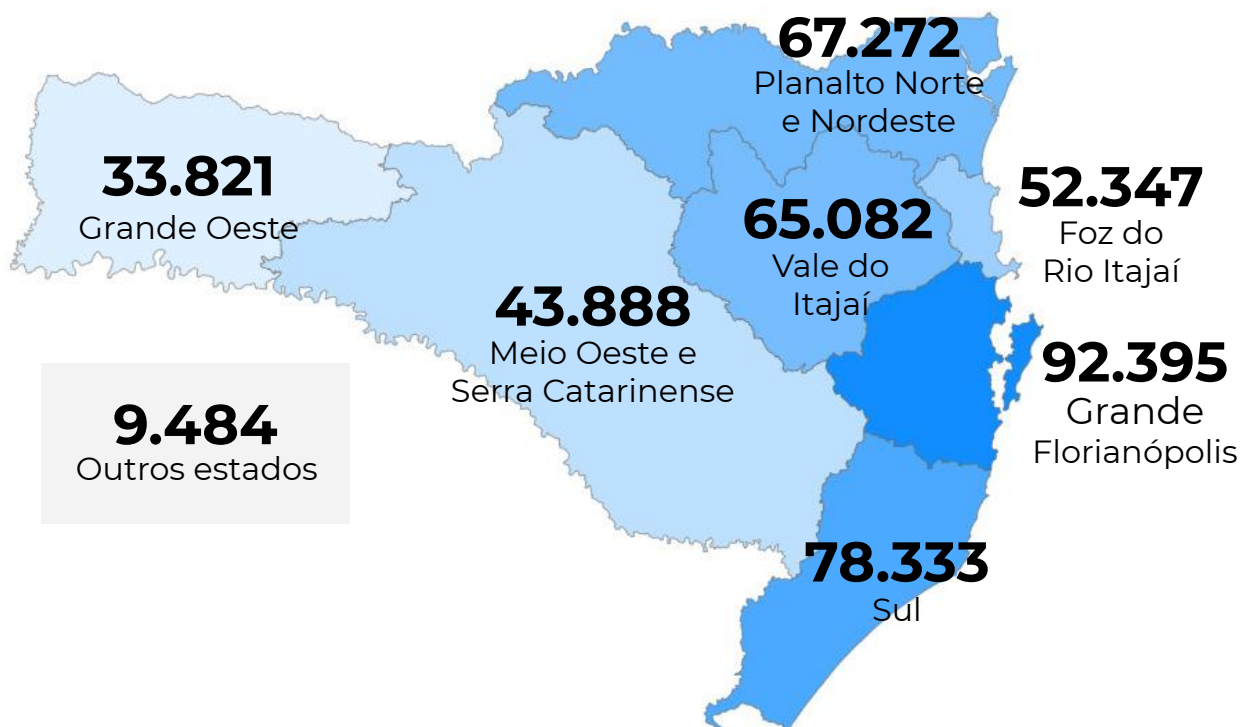 67.272
Planalto Norte
e Nordeste
33.821
Grande Oeste
52.347
Foz do
Rio Itajaí
65.082
Vale do
Itajaí
43.888
Meio Oeste e
Serra Catarinense
92.395
Grande
Florianópolis
9.484
Outros estados
78.333
Sul